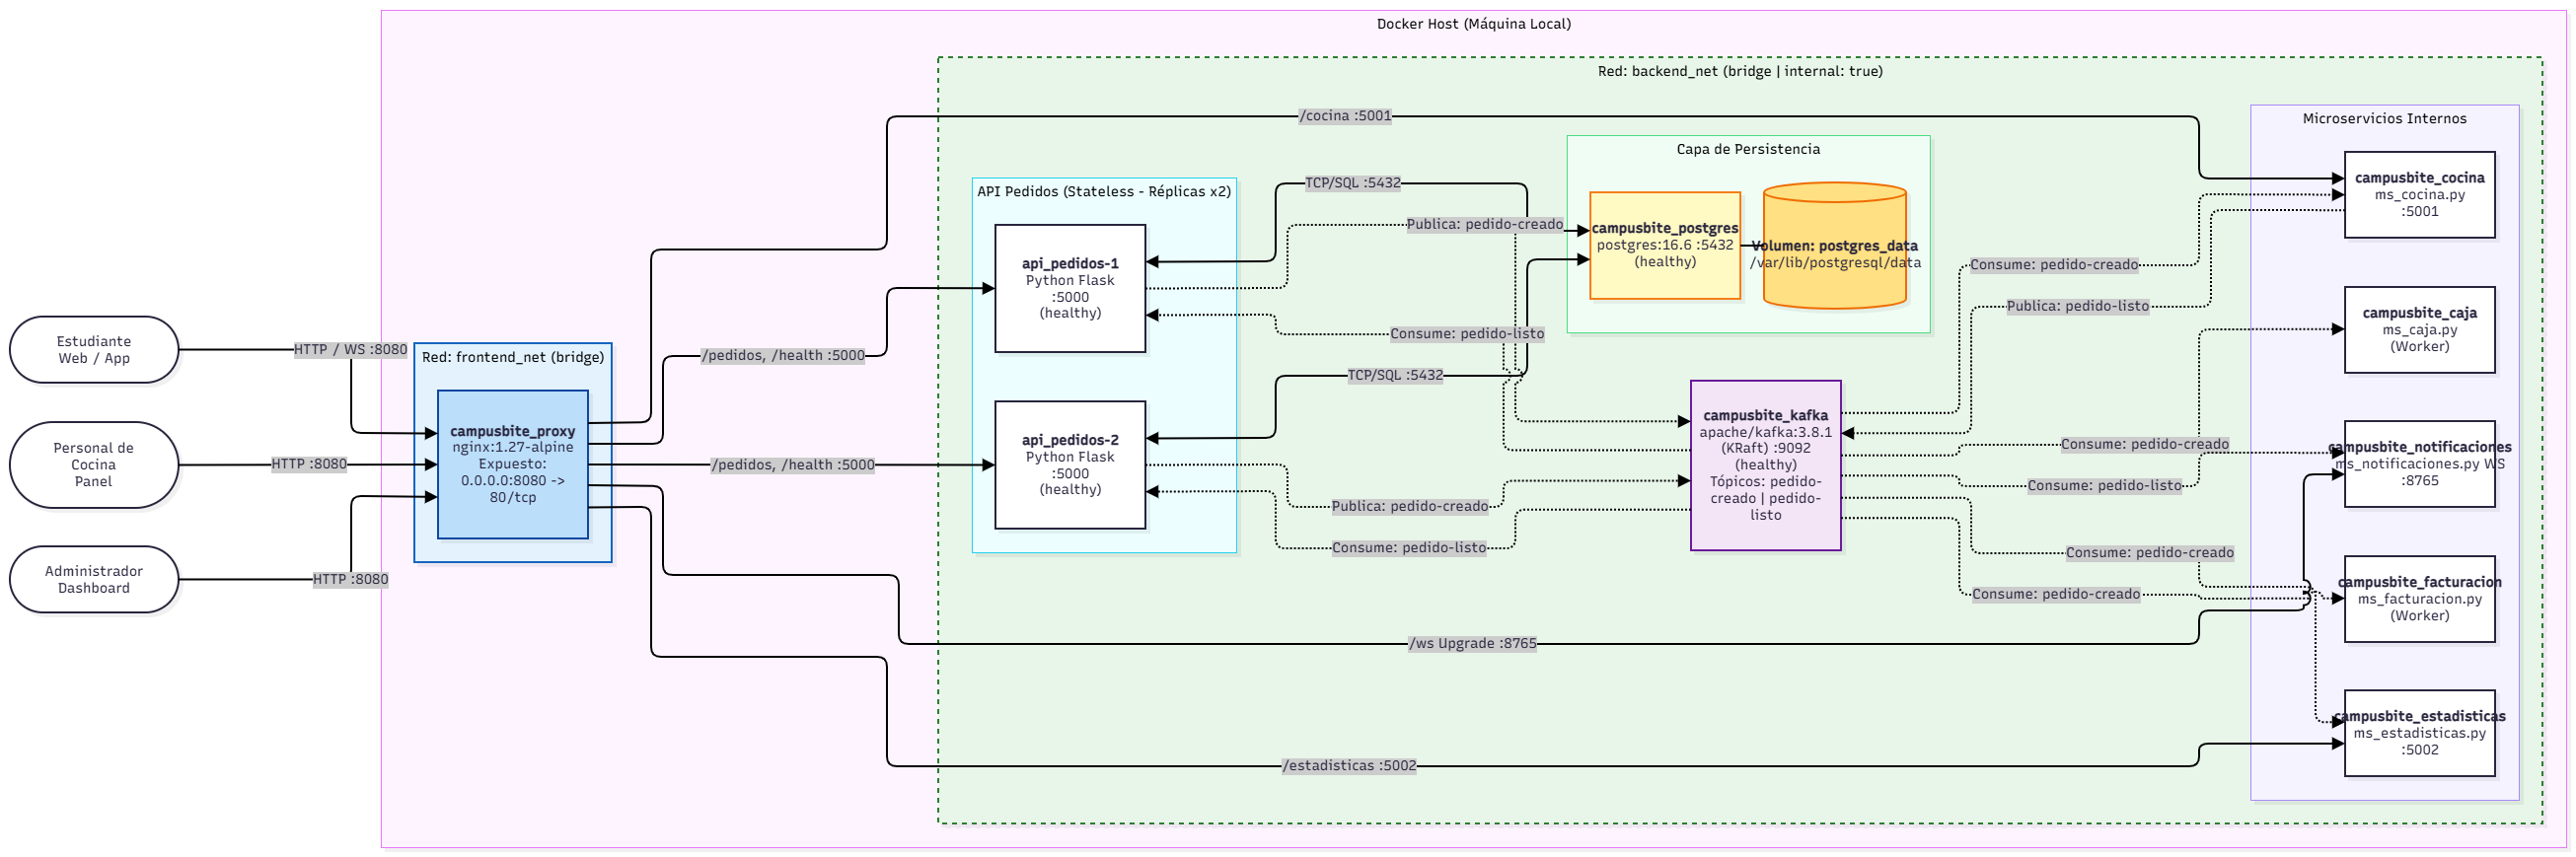 Docker Host (Máquina Local)
Red: backend_net (bridge | internal: true)
Estudiante
Web / App
Personal de
Cocina
Panel
Administrador
Dashboard
HTTP / WS :8080
HTTP :8080
HTTP :8080
Red: frontend_net (bridge)
campusbite_proxy
nginx:1.27-alpine
Expuesto:
0.0.0.0:8080 ->
80/tcp
/cocina :5001
/pedidos, /health :5000
/pedidos, /health :5000
/ws Upgrade :8765
/estadisticas :5002
API Pedidos (Stateless - Réplicas x2)
api_pedidos-1
Python Flask
:5000
(healthy)
api_pedidos-2
Python Flask
:5000
(healthy)
TCP/SQL :5432
Publica: pedido-creado
Consume: pedido-listo
TCP/SQL :5432
Publica: pedido-creado
Consume: pedido-listo
Capa de Persistencia
campusbite_postgres
postgres:16.6 :5432
(healthy)
Volumen: postgres_data
/var/lib/postgresql/data
campusbite_kafka
apache/kafka:3.8.1
(KRaft) :9092
(healthy)
Tópicos: pedido-
creado | pedido-
listo
Consume: pedido-creado
Publica: pedido-listo
Consume: pedido-creado
Consume: pedido-listo
Consume: pedido-creado
Consume: pedido-creado
Microservicios Internos
campusbite_cocina
ms_cocina.py
:5001
campusbite_caja
ms_caja.py
(Worker)
campusbite_notificaciones
ms_notificaciones.py WS
:8765
campusbite_facturacion
ms_facturacion.py
(Worker)
campusbite_estadisticas
ms_estadisticas.py
:5002